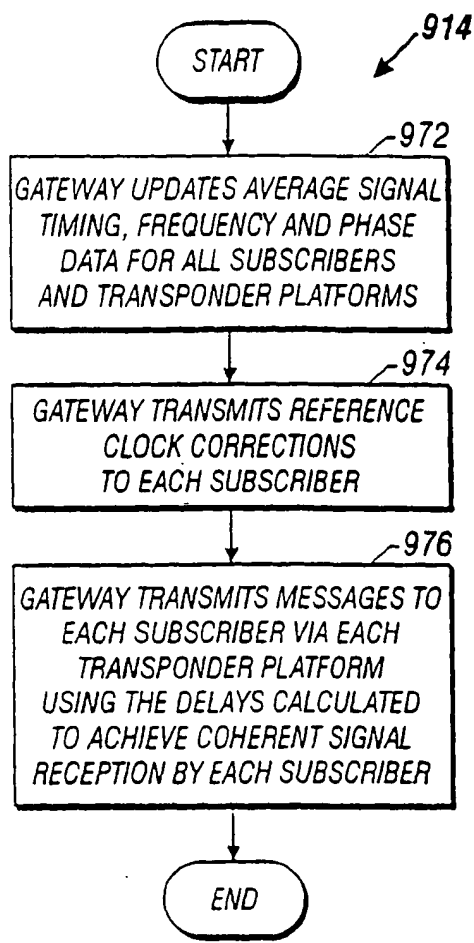 914
START
972
GATEWAY UPDATES AVERAGE SIGNAL
TIMING, FREQUENCY AND PHASE
DATA FOR ALL SUBSCRIBERS
AND TRANSPONDER PLATFORMS
974
GATEWAY TRANSMITS REFERENCE
CLOCK CORRECTIONS
TO EACH SUBSCRIBER
976
GATEWAY TRANSMITS MESSAGES TO
EACH SUBSCRIBER VIA EACH
TRANSPONDER PLATFORM
USING THE DELAYS CALCULATED
TO ACHIEVE COHERENT SIGNAL
RECEPTION BY EACH SUBSCRIBER
END